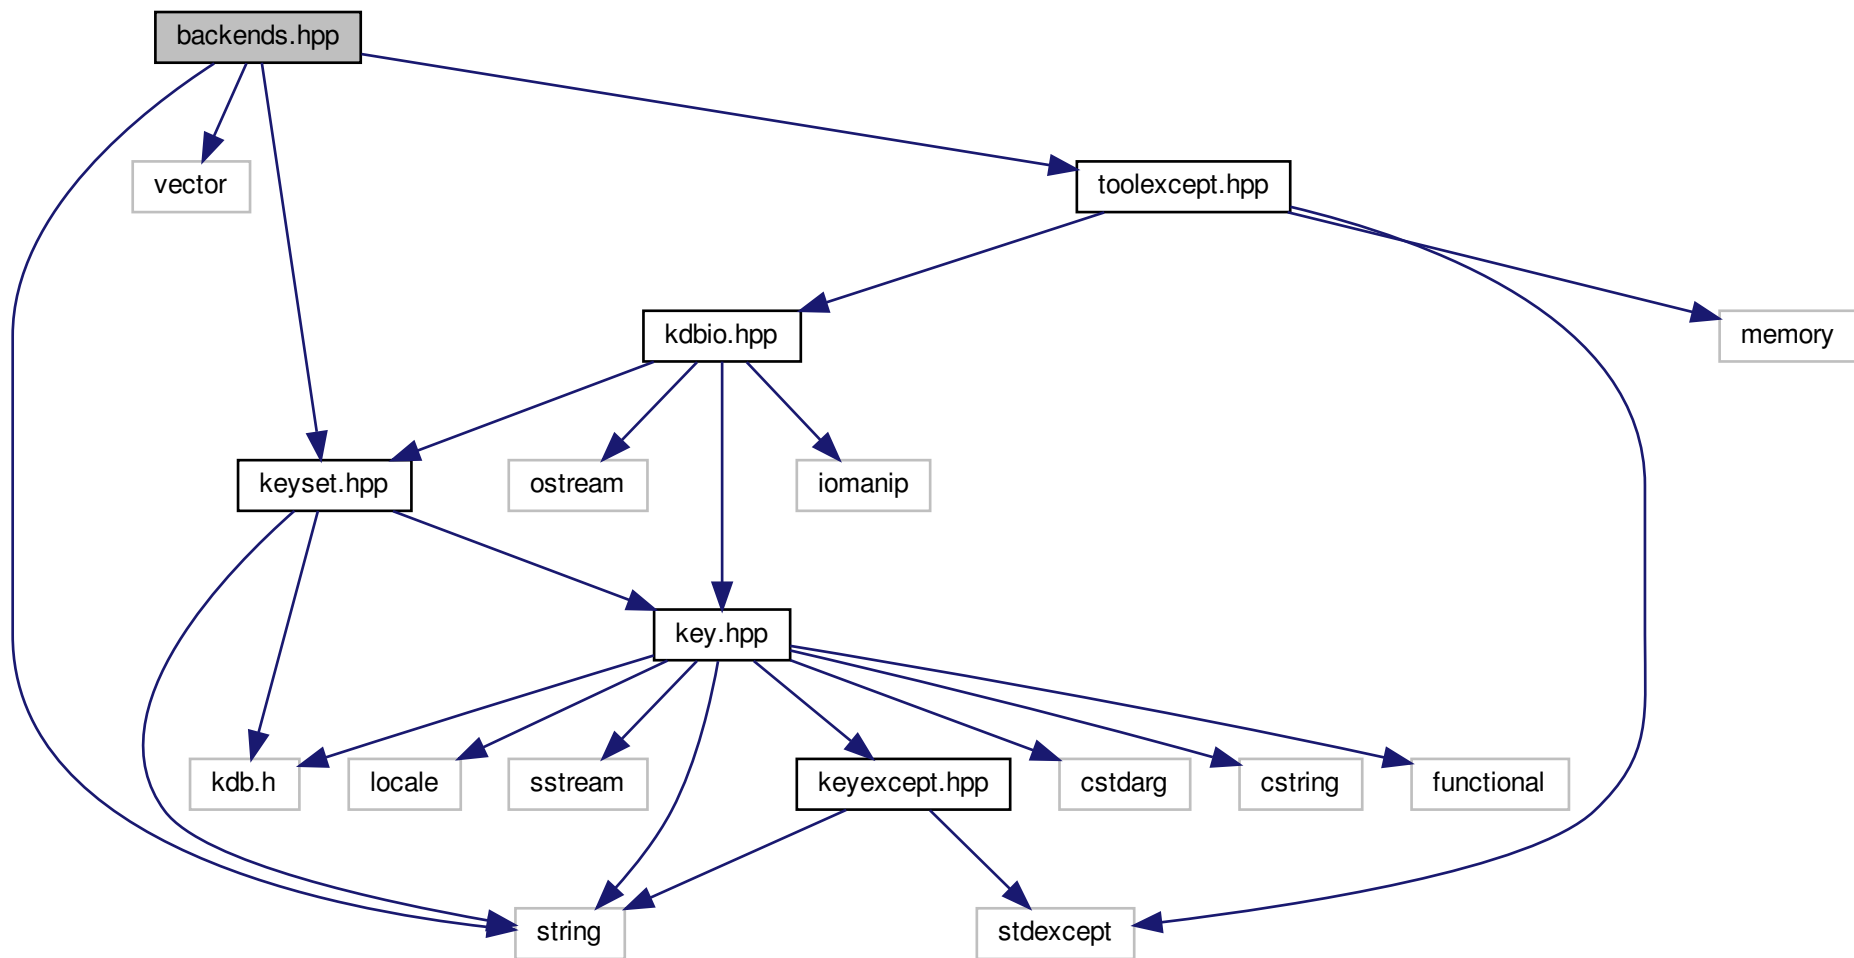 backends.hpp
vector
toolexcept.hpp
kdbio.hpp
memory
keyset.hpp
ostream
iomanip
key.hpp
kdb.h
locale
sstream
keyexcept.hpp
cstdarg
cstring
functional
string
stdexcept